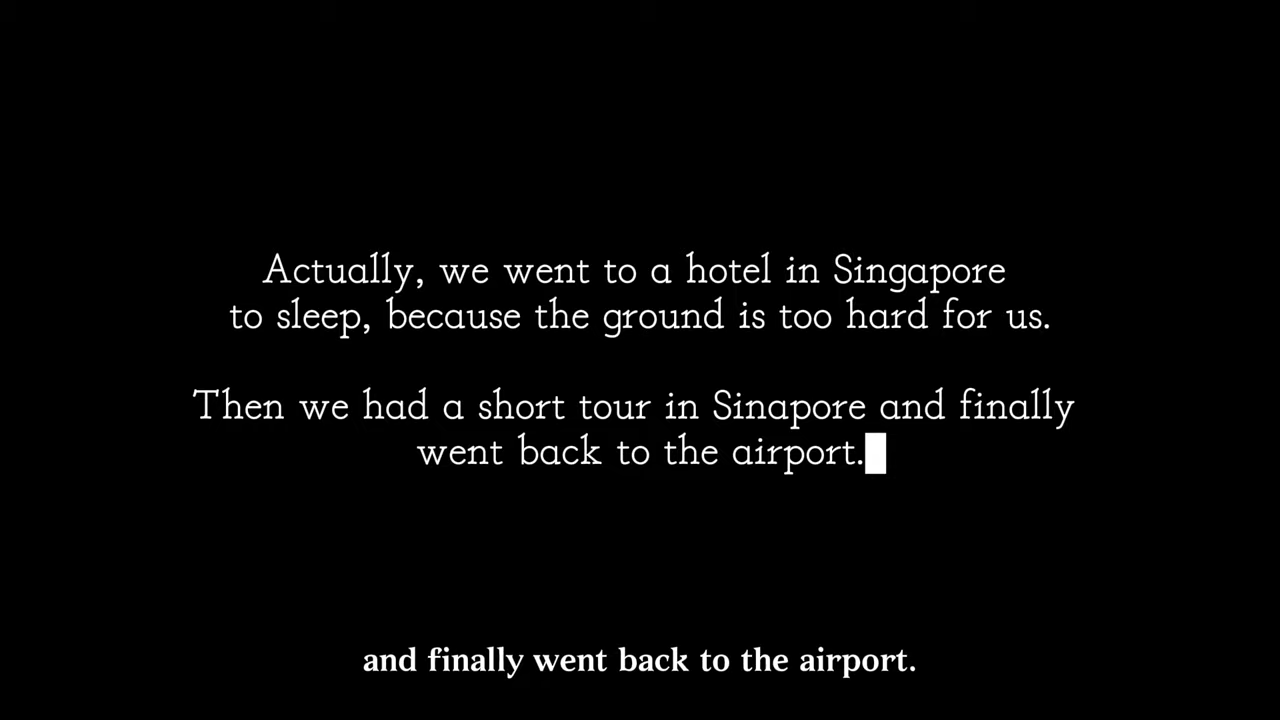 Actually, we went to a hotel in Singapore
to sleep, because the ground is too hard for us.
Then we had a short tour in Sinapore and finally
went back to the airport.
and finally went back to the airport.